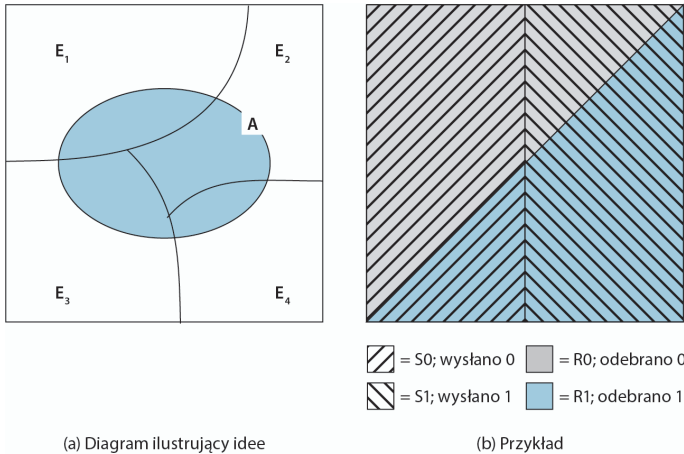 E1
E2
A
E3
E4
= S0; wysłano 0
= R0; odebrano 0
= S1; wysłano 1
= R1; odebrano 1
(a) Diagram ilustrujący idee
(b) Przykład